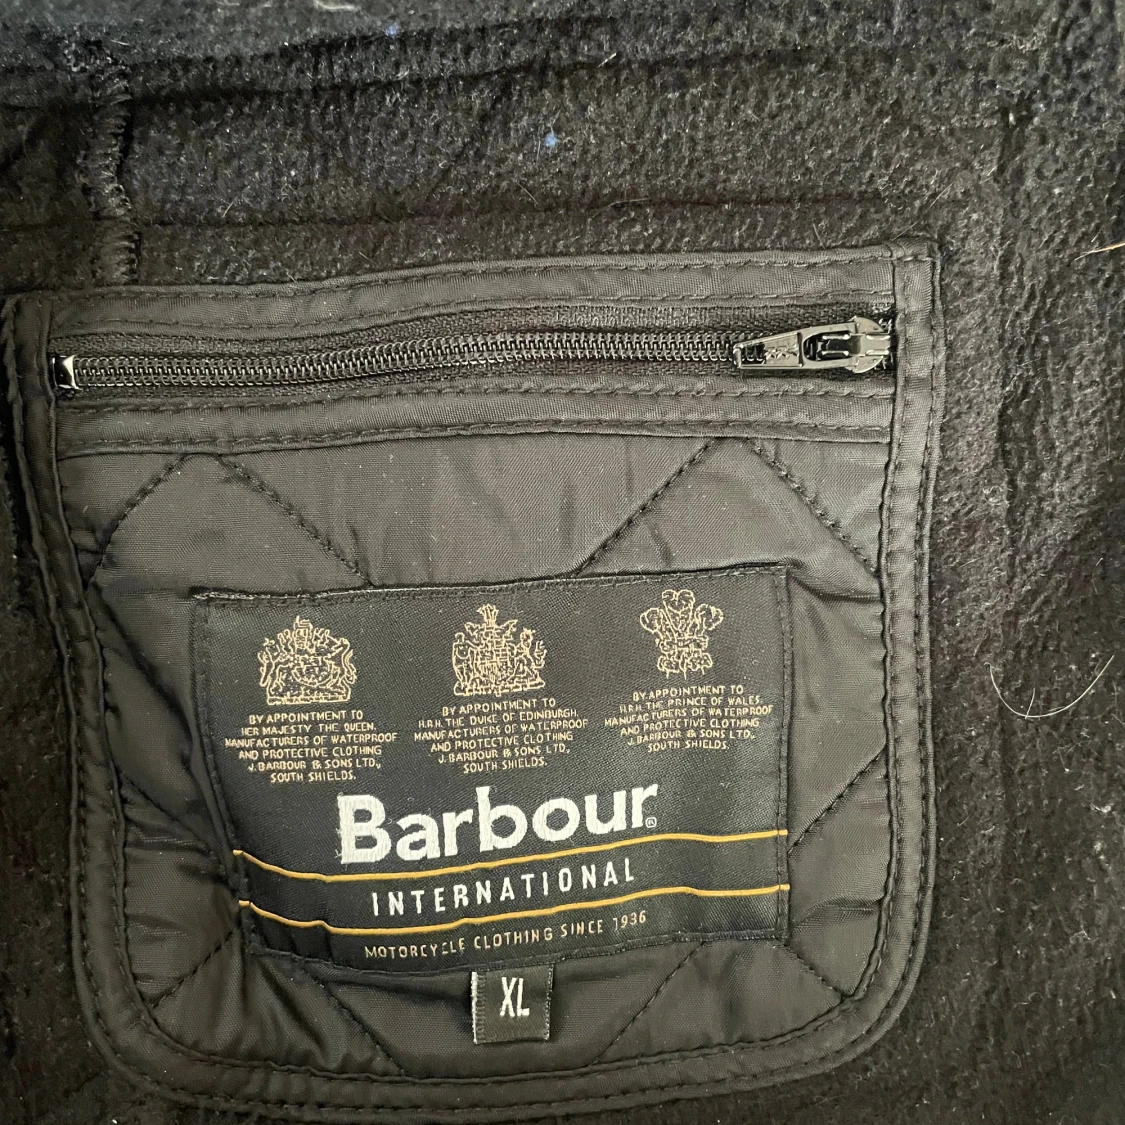 BY APPOINTMENT TO
HER MAJESTY THE QUEEN.
MANUFACTURERS OF WATERPROOF
AND PROTECTIVE CLOTHING
J. BARBOUR & SONS LTD.,
SOUTH SHIELDS.
BY APPOINTMENT TO
H.R.H. THE DUKE OF EDINBURGH.
MANUFACTURERS OF WATERPROOF
AND PROTECTIVE CLOTHING
J. BARBOUR & SONS LTD.,
SOUTH SHIELDS.
BY APPOINTMENT TO
H.R.H. THE PRINCE OF WALES.
MANUFACTURERS OF WATERPROOF
AND PROTECTIVE CLOTHING
J. BARBOUR & SONS LTD.,
SOUTH SHIELDS.
Barbour®
INTERNATIONAL
MOTORCYCLE CLOTHING SINCE 1936
XL